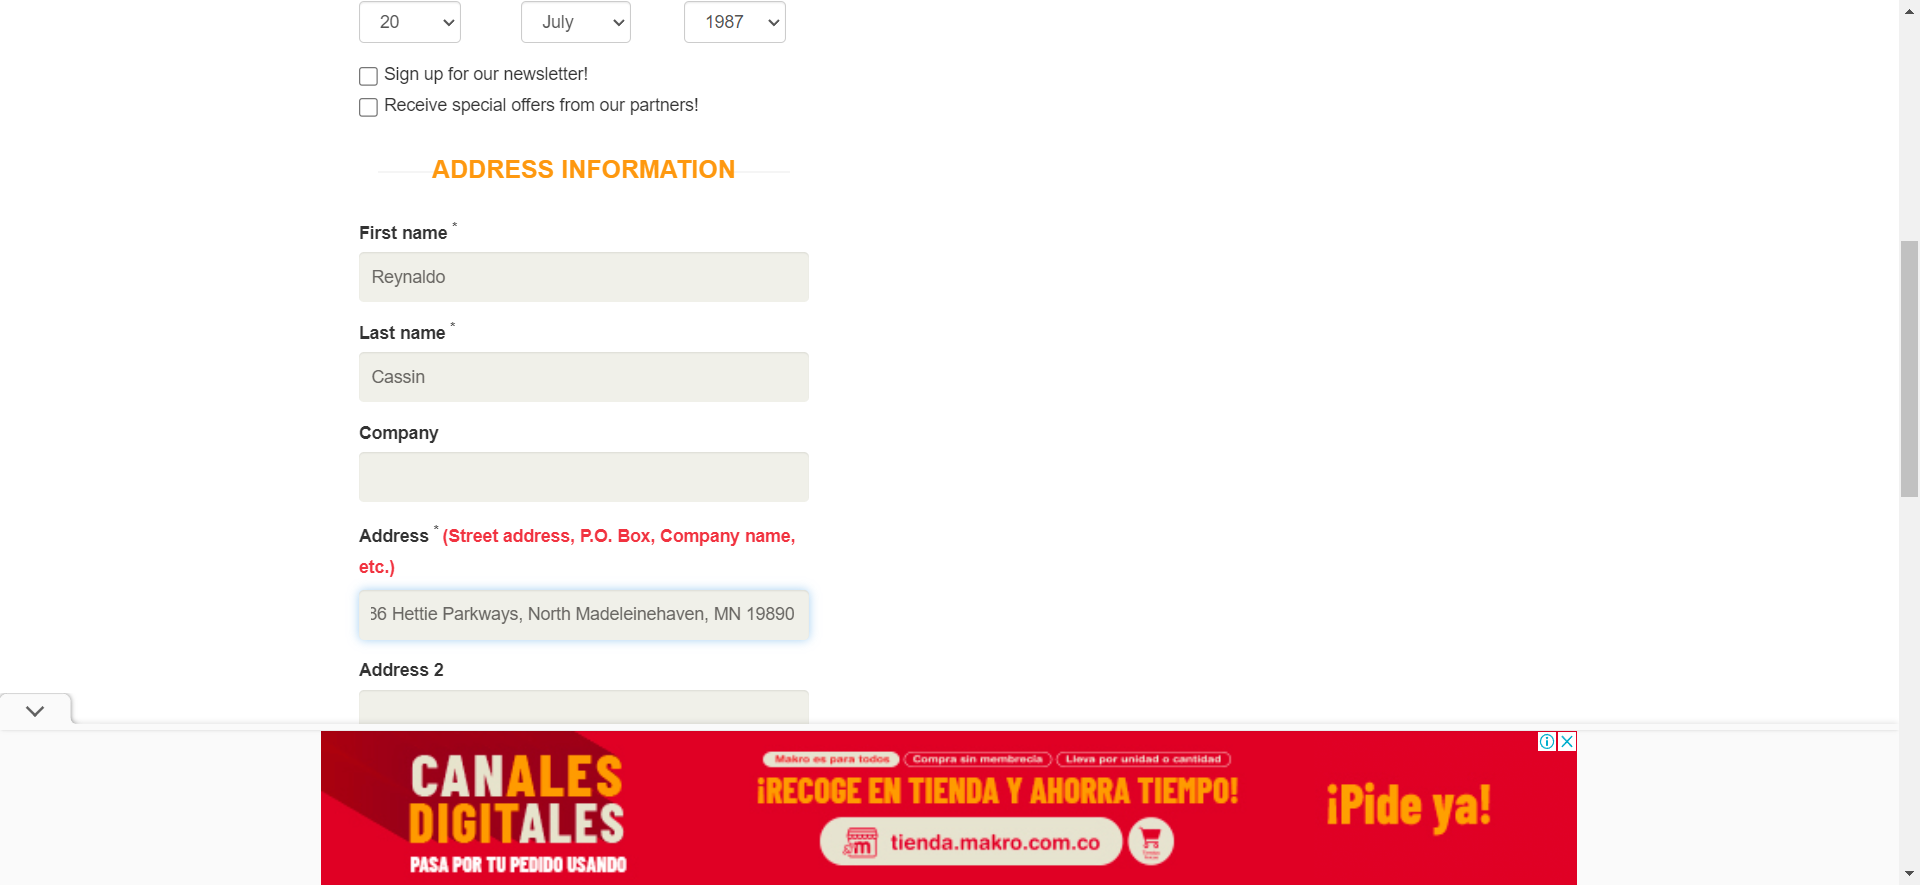 20 July 1987
Sign up for our newsletter!
Receive special offers from our partners!
ADDRESS INFORMATION
First name *
Reynaldo
Last name *
Cassin
Company
Address * (Street address, P.O. Box, Company name,
etc.)
36 Hettie Parkways, North Madeleinehaven, MN 19890
Address 2
CANALES
DIGITALES
PASA POR TU PEDIDO USANDO
Makro es para todos Compra sin membrecia Lleva por unidad o cantidad
¡RECOGE EN TIENDA Y AHORRA TIEMPO!
m tienda.makro.com.co
¡Pide ya!